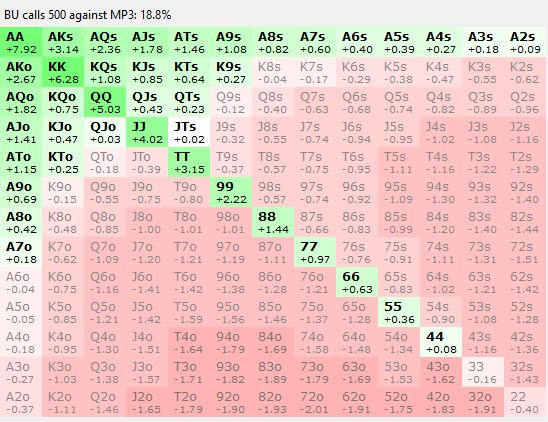 BU calls 500 against MP3: 18.8%
AA AKs AQs AJs ATs A9s A8s A7s A6s A5s A4s A3s A2s
+7.92 +3.14 +2.36 +1.78 +1.46 +1.08 +0.82 +0.60 +0.40 +0.39 +0.27 +0.18 +0.09
AKo KK KQs KJs KTs K9s K8s K7s K6s K5s K4s K3s K2s
+2.67 +6.28 +1.08 +0.85 +0.64 +0.27 -0.04 -0.17 -0.29 -0.38 -0.47 -0.55 -0.62
AQo KQo QQ QJs QTs Q9s Q8s Q7s Q6s Q5s Q4s Q3s Q2s
+1.82 +0.75 +5.03 +0.43 +0.23 -0.12 -0.40 -0.63 -0.68 -0.74 -0.82 -0.89 -0.96
AJo KJo QJo JJ JTs J9s J8s J7s J6s J5s J4s J3s J2s
+1.41 +0.47 +0.03 +4.02 +0.02 -0.32 -0.55 -0.74 -0.94 -0.95 -1.02 -1.08 -1.16
ATo KTo QTo JTo TT T9s T8s T7s T6s T5s T4s T3s T2s
+1.15 +0.25 -0.18 -0.39 +3.15 -0.37 -0.57 -0.75 -0.95 -1.11 -1.16 -1.22 -1.29
A9o K9o Q9o J9o T9o 99 98s 97s 96s 95s 94s 93s 92s
+0.69 -0.15 -0.55 -0.75 -0.80 +2.22 -0.57 -0.74 -0.92 -1.09 -1.30 -1.32 -1.40
A8o K8o Q8o J8o T8o 98o 88 87s 86s 85s 84s 83s 82s
+0.42 -0.48 -0.85 -1.00 -1.01 -1.01 +1.44 -0.66 -0.83 -0.99 -1.20 -1.40 -1.44
A7o K7o Q7o J7o T7o 97o 87o 77 76s 75s 74s 73s 72s
+0.18 -0.62 -1.09 -1.20 -1.21 -1.19 -1.11 +0.97 -0.76 -0.91 -1.11 -1.31 -1.51
A6o K6o Q6o J6o T6o 96o 86o 76o 66 65s 64s 63s 62s
-0.04 -0.75 -1.16 -1.41 -1.42 -1.38 -1.28 -1.21 +0.63 -0.83 -1.02 -1.21 -1.42
A5o K5o Q5o J5o T5o 95o 85o 75o 65o 55 54s 53s 52s
-0.05 -0.85 -1.21 -1.42 -1.59 -1.56 -1.46 -1.37 -1.28 +0.36 -0.90 -1.08 -1.28
A4o K4o Q4o J4o T4o 94o 84o 74o 64o 54o 44 43s 42s
-0.18 -0.95 -1.30 -1.51 -1.64 -1.79 -1.69 -1.58 -1.48 -1.34 +0.08 -1.16 -1.36
A3o K3o Q3o J3o T3o 93o 83o 73o 63o 53o 43o 33 32s
-0.27 -1.03 -1.38 -1.57 -1.71 -1.82 -1.89 -1.79 -1.69 -1.53 -1.62 -0.16 -1.43
A2o K2o Q2o J2o T2o 92o 82o 72o 62o 52o 42o 32o 22
-0.37 -1.11 -1.46 -1.65 -1.79 -1.90 -1.93 -2.01 -1.91 -1.75 -1.83 -1.91 -0.40